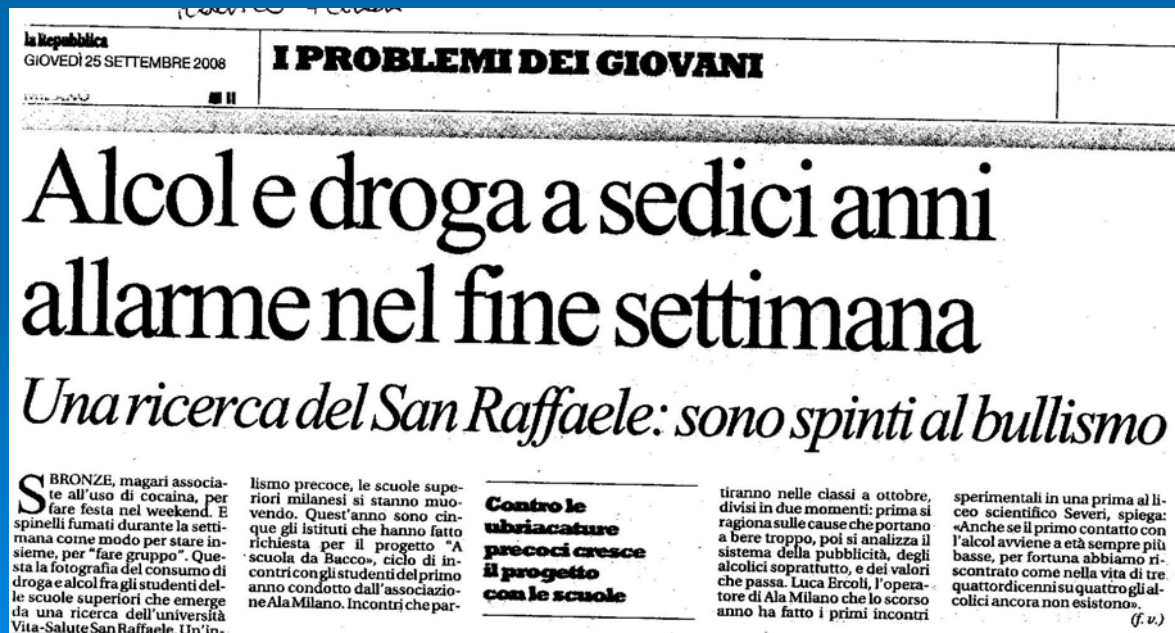 la Repubblica
GIOVEDÌ 25 SETTEMBRE 2008
MILANO
II
I PROBLEMI DEI GIOVANI
Alcol e droga a sedici anni
allarme nel fine settimana
Una ricerca del San Raffaele: sono spinti al bullismo
SBRONZE, magari associa-
te all'uso di cocaina, per
fare festa nel weekend. E
spinelli fumati durante la setti-
mana come modo per stare in-
sieme, per "fare gruppo". Que-
sta la fotografia del consumo di
droga e alcol fra gli studenti del-
le scuole superiori che emerge
da una ricerca dell'università
Vita-Salute San Raffaele. Un'in-
lismo precoce, le scuole supe-
riori milanesi si stanno muo-
vendo. Quest'anno sono cin-
que gli istituti che hanno fatto
richiesta per il progetto "A
scuola da Bacco», ciclo di in-
contri con gli studenti del primo
anno condotto dall'associazio-
ne Ala Milano. Incontri che par-
Contro le
ubriacature
precoci cresce
il progetto
con le scuole
tiranno nelle classi a ottobre,
divisi in due momenti: prima si
ragiona sulle cause che portano
a bere troppo, poi si analizza il
sistema della pubblicità, degli
alcolici soprattutto, e dei valori
che passa. Luca Ercoli, l'opera-
tore di Ala Milano che lo scorso
anno ha fatto i primi incontri
sperimentali in una prima al li-
ceo scientifico Severi, spiega:
«Anche se il primo contatto con
l'alcol avviene a età sempre più
basse, per fortuna abbiamo ri-
scontrato come nella vita di tre
quattordicenni su quattro gli al-
colici ancora non esistono».
(f. v.)